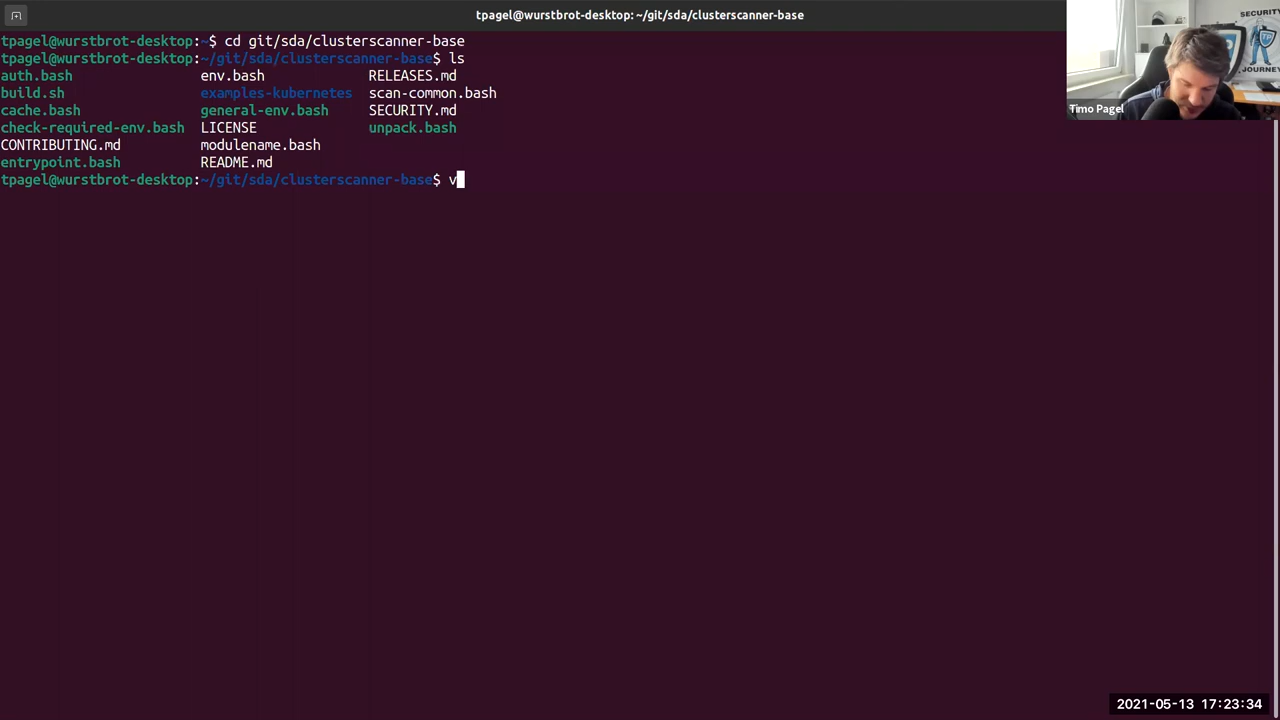 tpagel@wurstbrot-desktop: ~/git/sda/clusterscanner-base
tpagel@wurstbrot-desktop:~$ cd git/sda/clusterscanner-base
tpagel@wurstbrot-desktop:~/git/sda/clusterscanner-base$ ls
auth.bash env.bash RELEASES.md
build.sh examples-kubernetes scan-common.bash
cache.bash general-env.bash SECURITY.md
check-required-env.bash LICENSE unpack.bash
CONTRIBUTING.md modulename.bash
entrypoint.bash README.md
tpagel@wurstbrot-desktop:~/git/sda/clusterscanner-base$ v
SECURITY
TP
JOURNEY
Timo Pagel
2021-05-13 17:23:34